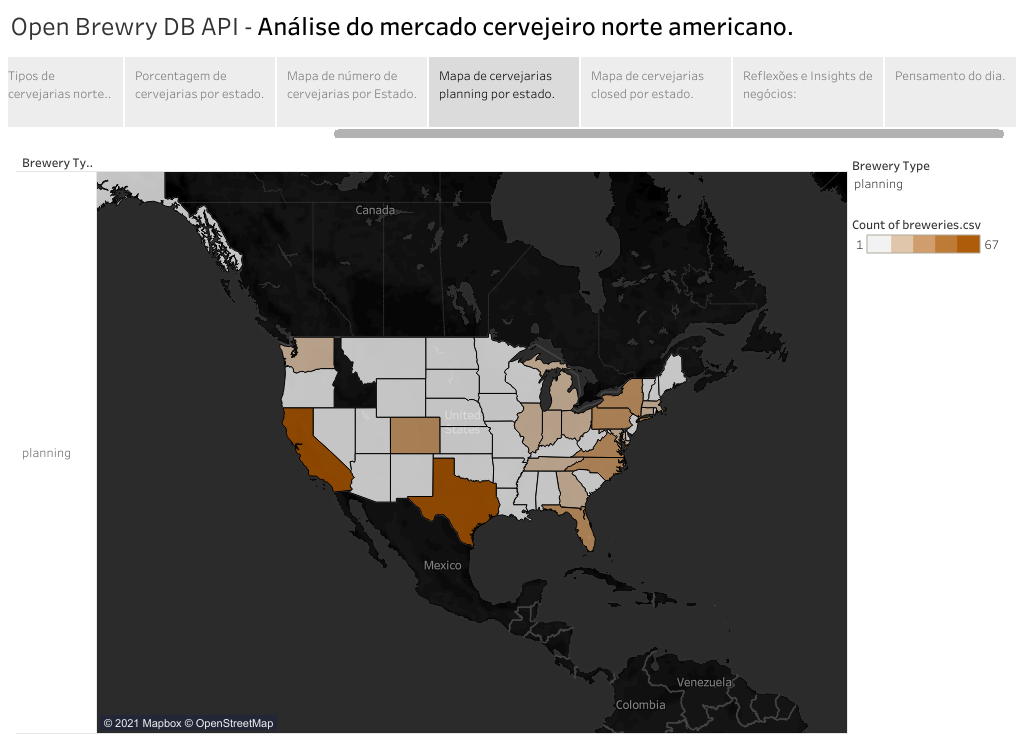 Open Brewry DB API - Análise do mercado cervejeiro norte americano.
Tipos de
cervejarias norte..
Porcentagem de
cervejarias por estado.
Mapa de número de
cervejarias por Estado.
Mapa de cervejarias
planning por estado.
Mapa de cervejarias
closed por estado.
Reflexões e Insights de
negócios:
Pensamento do dia.
Brewery Ty..
Brewery Type
planning
Count of breweries.csv
1 67
Canada
United
States
planning
Mexico
Venezuela
Colombia
© 2021 Mapbox © OpenStreetMap